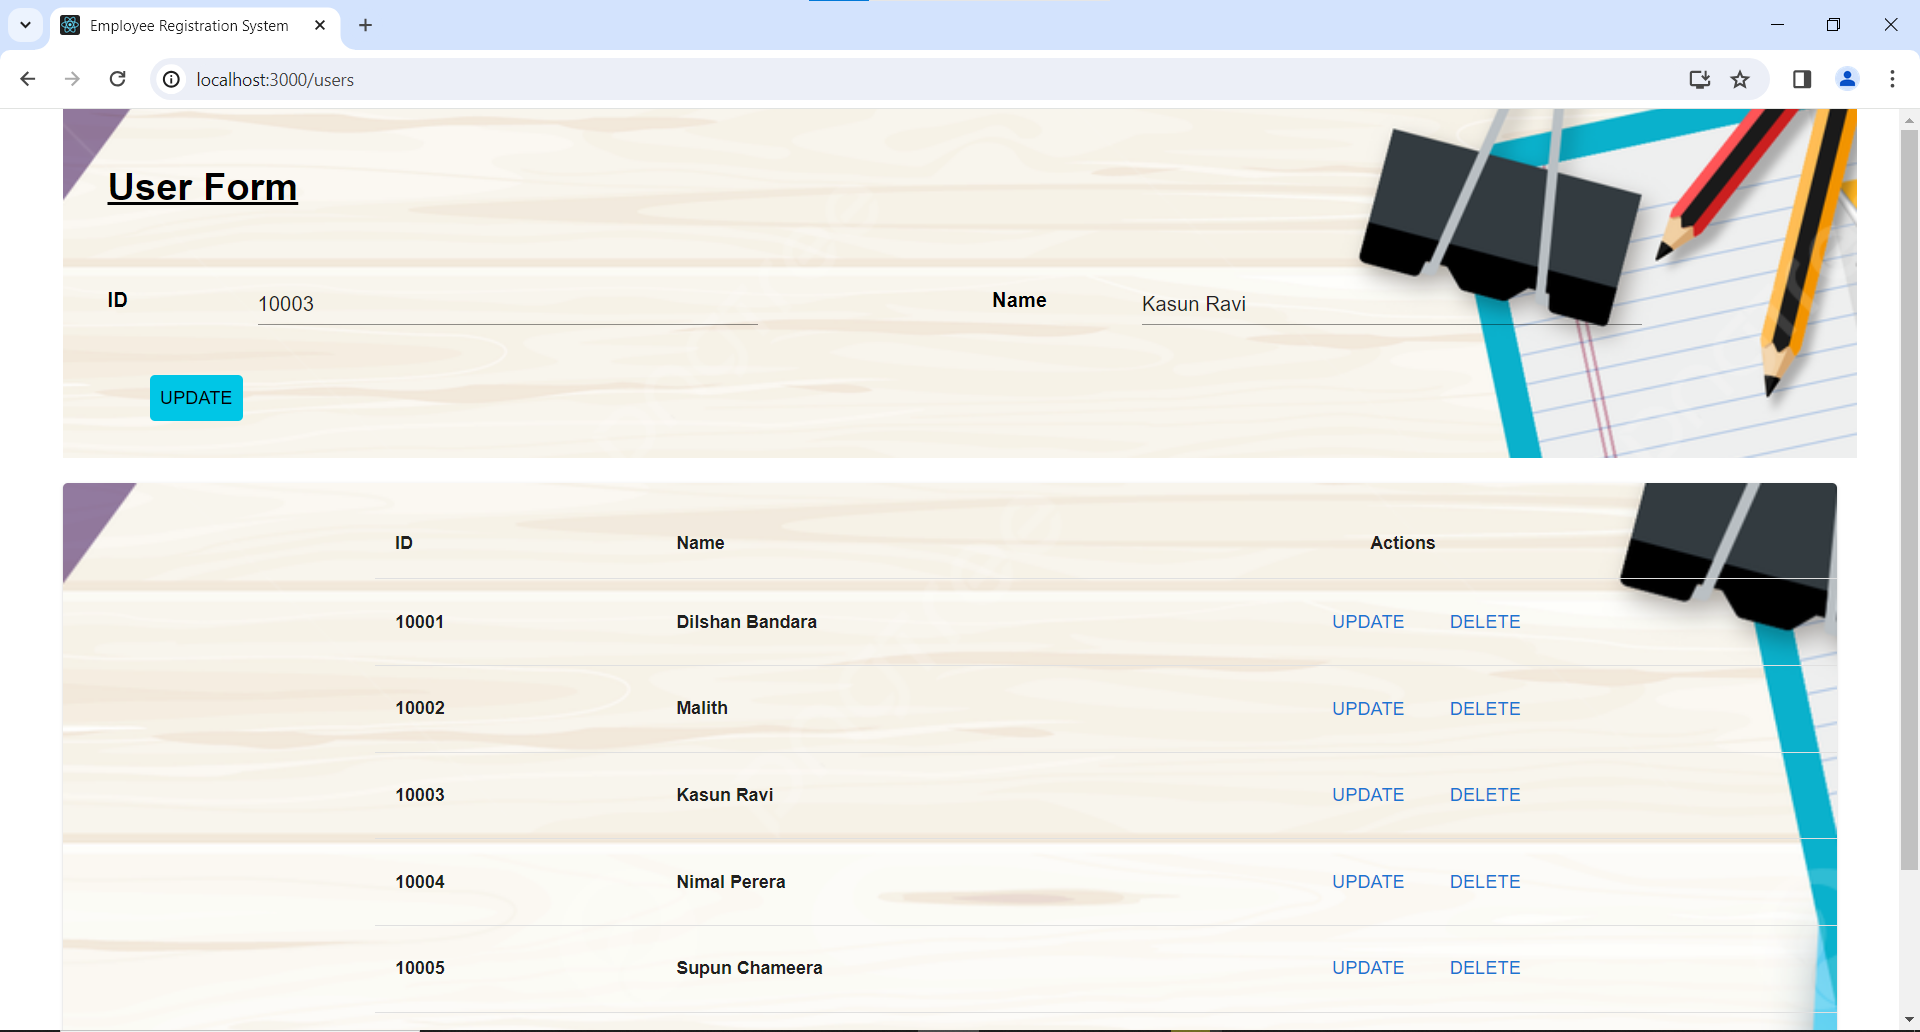 Employee Registration System
localhost:3000/users
User Form
ID 10003 Name Kasun Ravi
UPDATE
ID Name Actions
10001 Dilshan Bandara UPDATE DELETE
10002 Malith UPDATE DELETE
10003 Kasun Ravi UPDATE DELETE
10004 Nimal Perera UPDATE DELETE
10005 Supun Chameera UPDATE DELETE